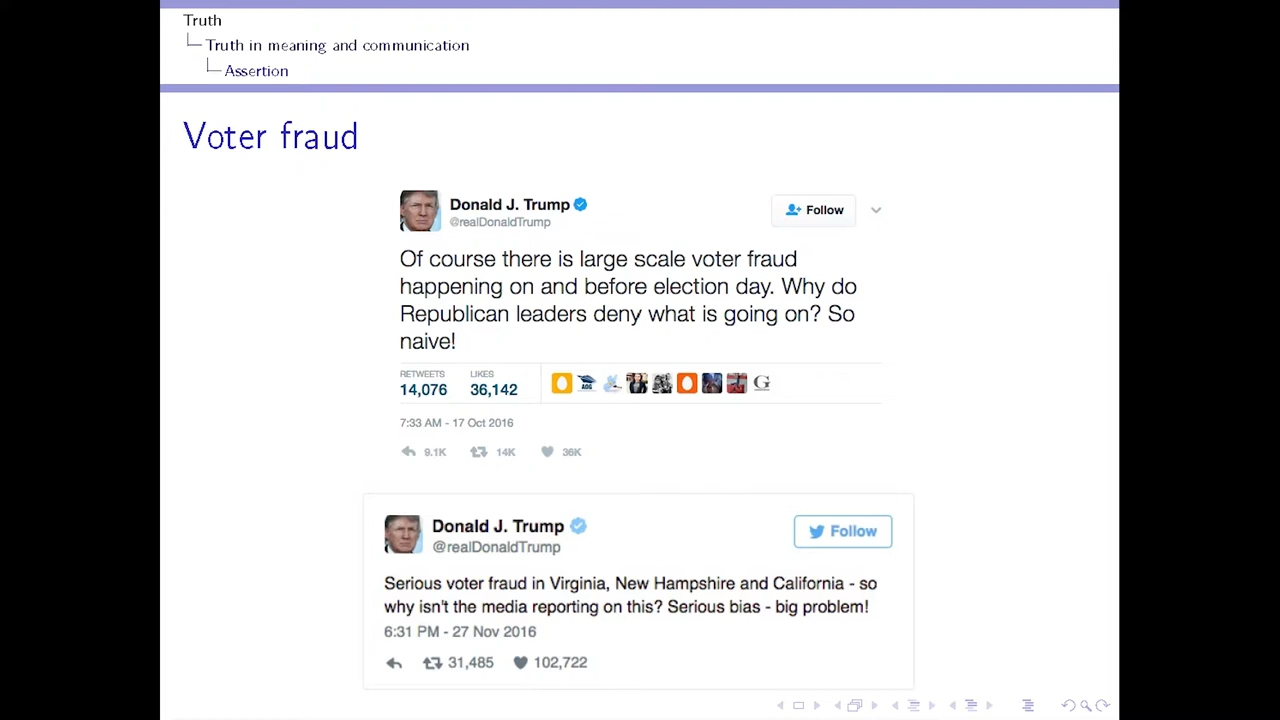 Truth
Truth in meaning and communication
Assertion
Voter fraud
Donald J. Trump
@realDonaldTrump
Follow
Of course there is large scale voter fraud
happening on and before election day. Why do
Republican leaders deny what is going on? So
naive!
RETWEETS LIKES
14,076 36,142
G
7:33 AM - 17 Oct 2016
9.1K 14K 36K
Donald J. Trump
@realDonaldTrump
Follow
Serious voter fraud in Virginia, New Hampshire and California - so
why isn't the media reporting on this? Serious bias - big problem!
6:31 PM - 27 Nov 2016
31,485 102,722